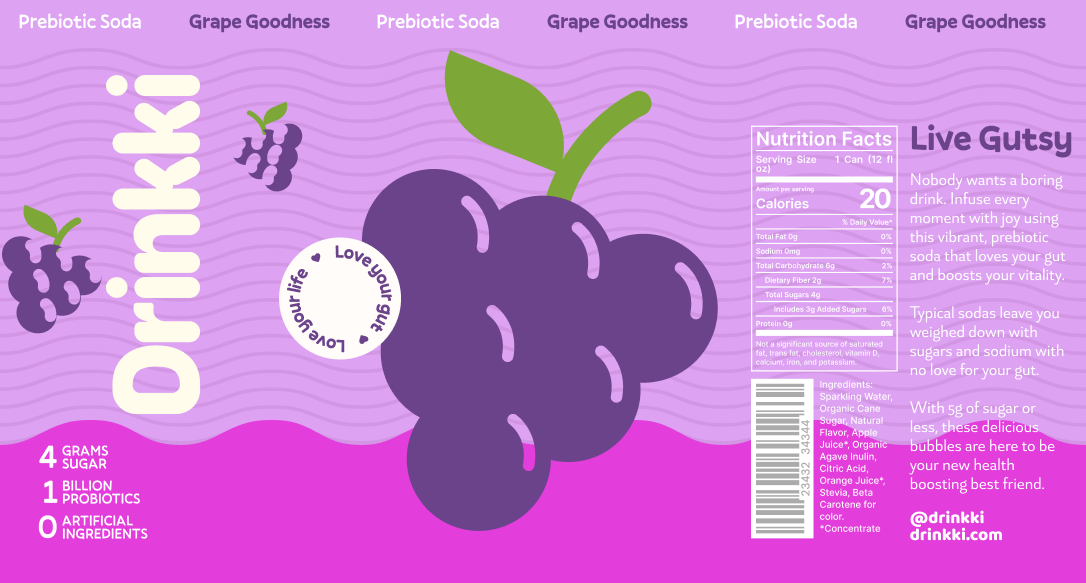 Prebiotic Soda Grape Goodness Prebiotic Soda Grape Goodness Prebiotic Soda Grape Goodness
Drinkki
4 GRAMS
SUGAR
1 BILLION
PROBIOTICS
0 ARTIFICIAL
INGREDIENTS
Love your gut
Love your life
Nutrition Facts
Serving Size 1 Can (12 fl
oz)
Amount per serving
Calories 20
% Daily Value*
Total Fat 0g 0%
Sodium 0mg 0%
Total Carbohydrate 6g 2%
Dietary Fiber 2g 7%
Total Sugars 4g
Includes 3g Added Sugars 6%
Protein 0g 0%
Not a significant source of saturated
fat, trans fat, cholesterol, vitamin D,
calcium, iron, and potassium.
23432 34344
Ingredients:
Sparkling Water,
Organic Cane
Sugar, Natural
Flavor, Apple
Juice*, Organic
Agave Inulin,
Citric Acid,
Orange Juice*,
Stevia, Beta
Carotene for
color.
*Concentrate
Live Gutsy
Nobody wants a boring
drink. Infuse every
moment with joy using
this vibrant, prebiotic
soda that loves your gut
and boosts your vitality.
Typical sodas leave you
weighed down with
sugars and sodium with
no love for your gut.
With 5g of sugar or
less, these delicious
bubbles are here to be
your new health
boosting best friend.
@drinkki
drinkki.com